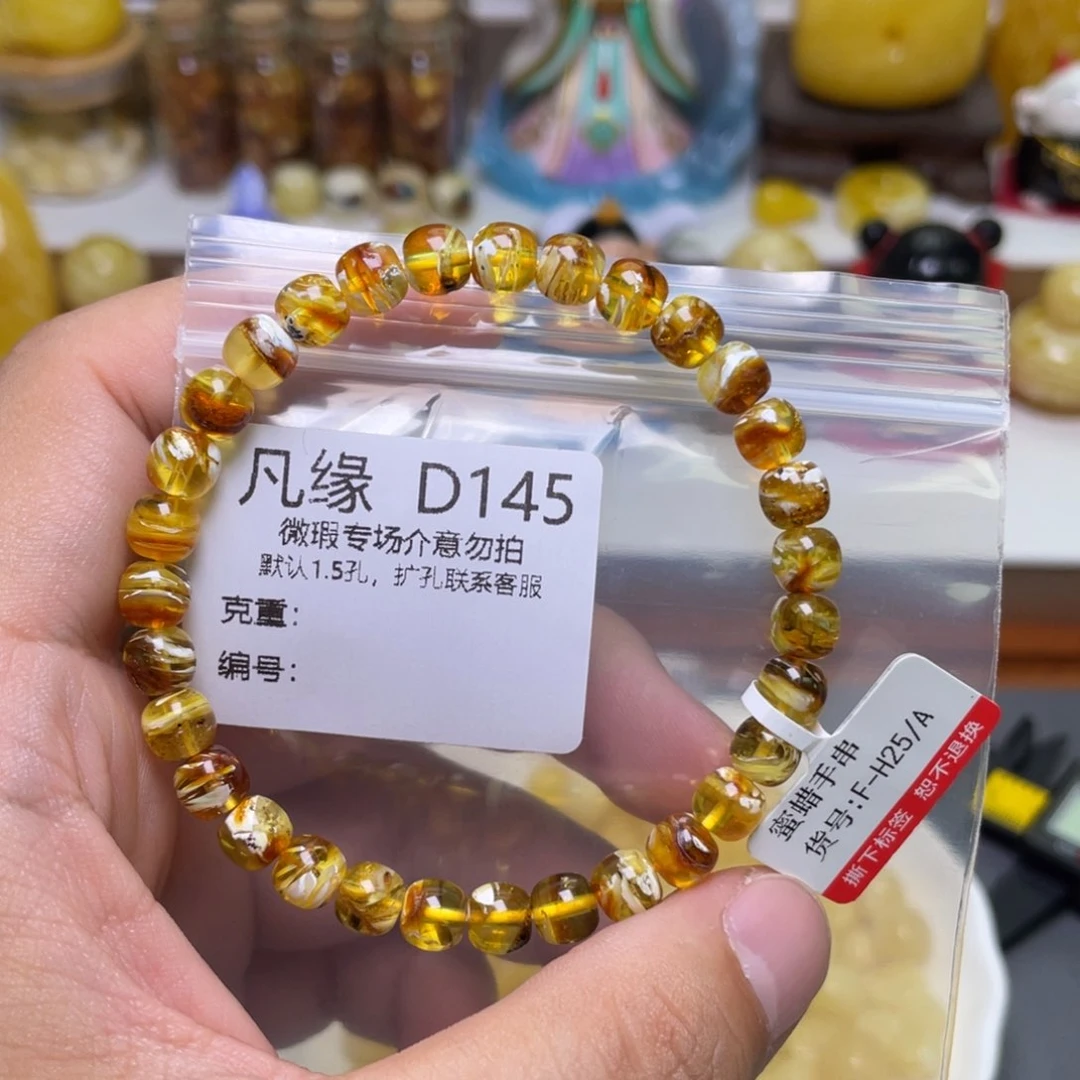 凡缘 D145
微瑕专场介意勿拍
默认1.5孔，扩孔联系客服
克重：
编号：
蜜蜡手串
货号:F-H25/A
撕下标签 恕不退换